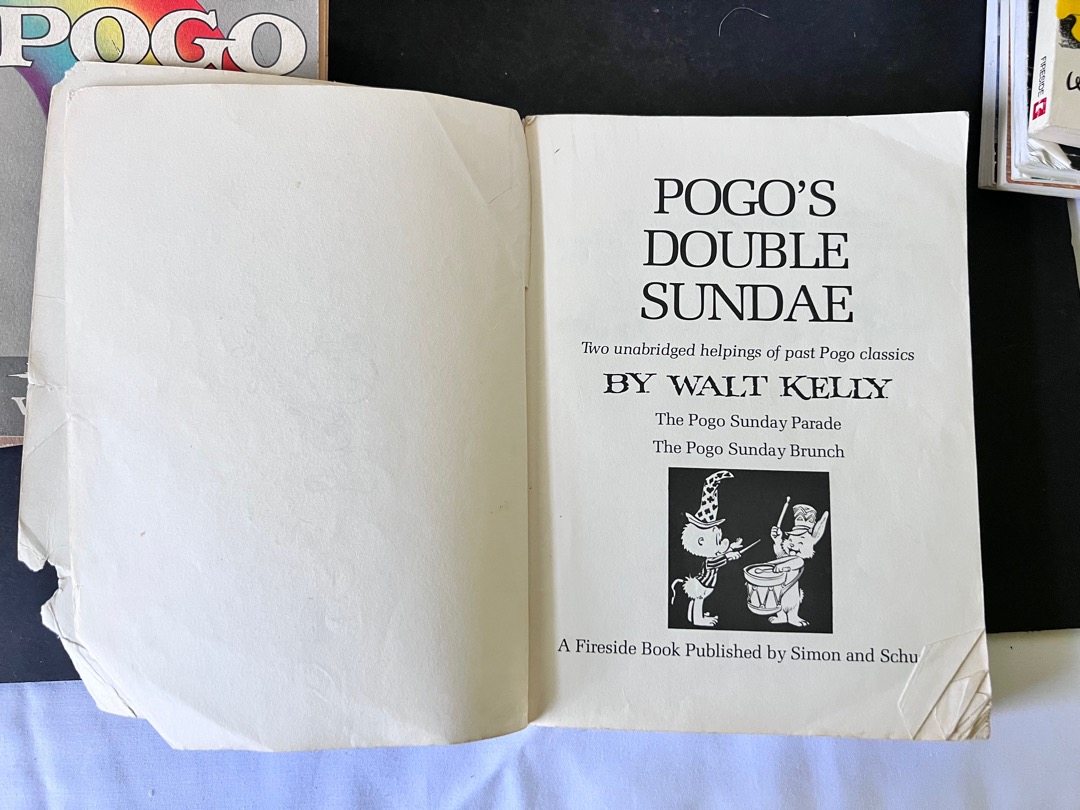 POGO
FIRESIDE
POGO'S
DOUBLE
SUNDAE
Two unabridged helpings of past Pogo classics
BY WALT KELLY
The Pogo Sunday Parade
The Pogo Sunday Brunch
A Fireside Book Published by Simon and Schu